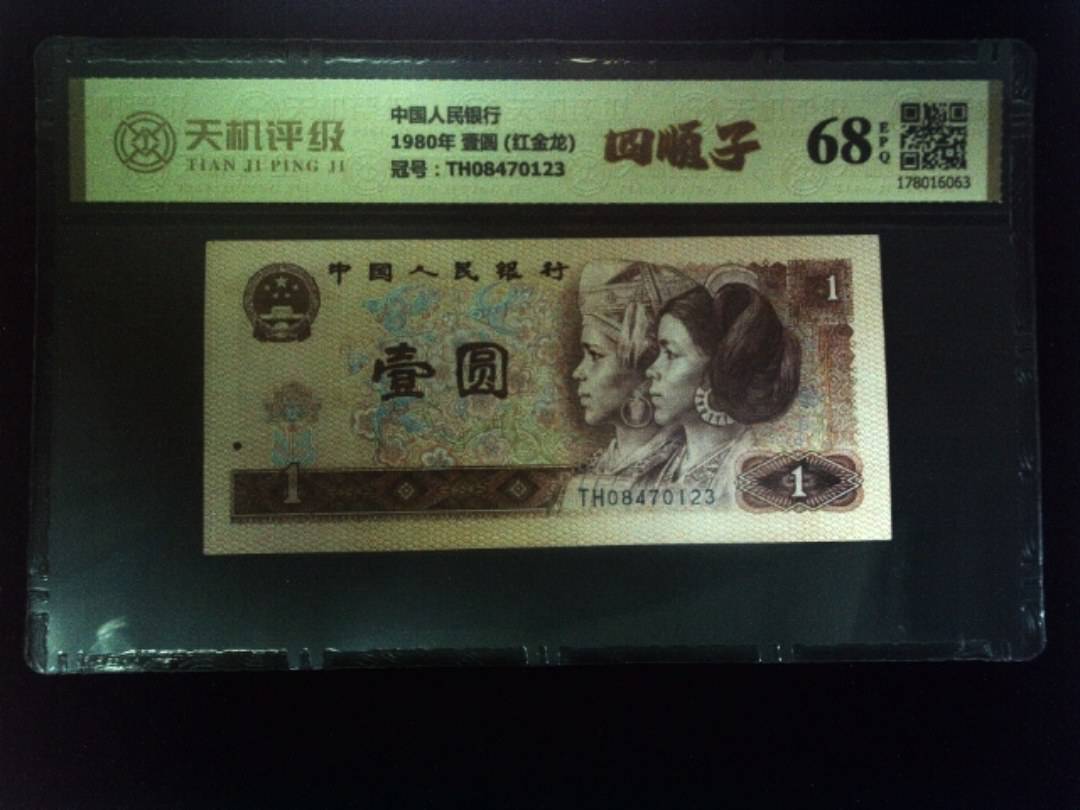 天机评级
TIAN JI PING JI
中国人民银行
1980年 壹圆 (红金龙)
冠号：TH08470123
四顺子
68
EPQ
178016063
中国人民银行
壹圆
1
1
TH08470123
1